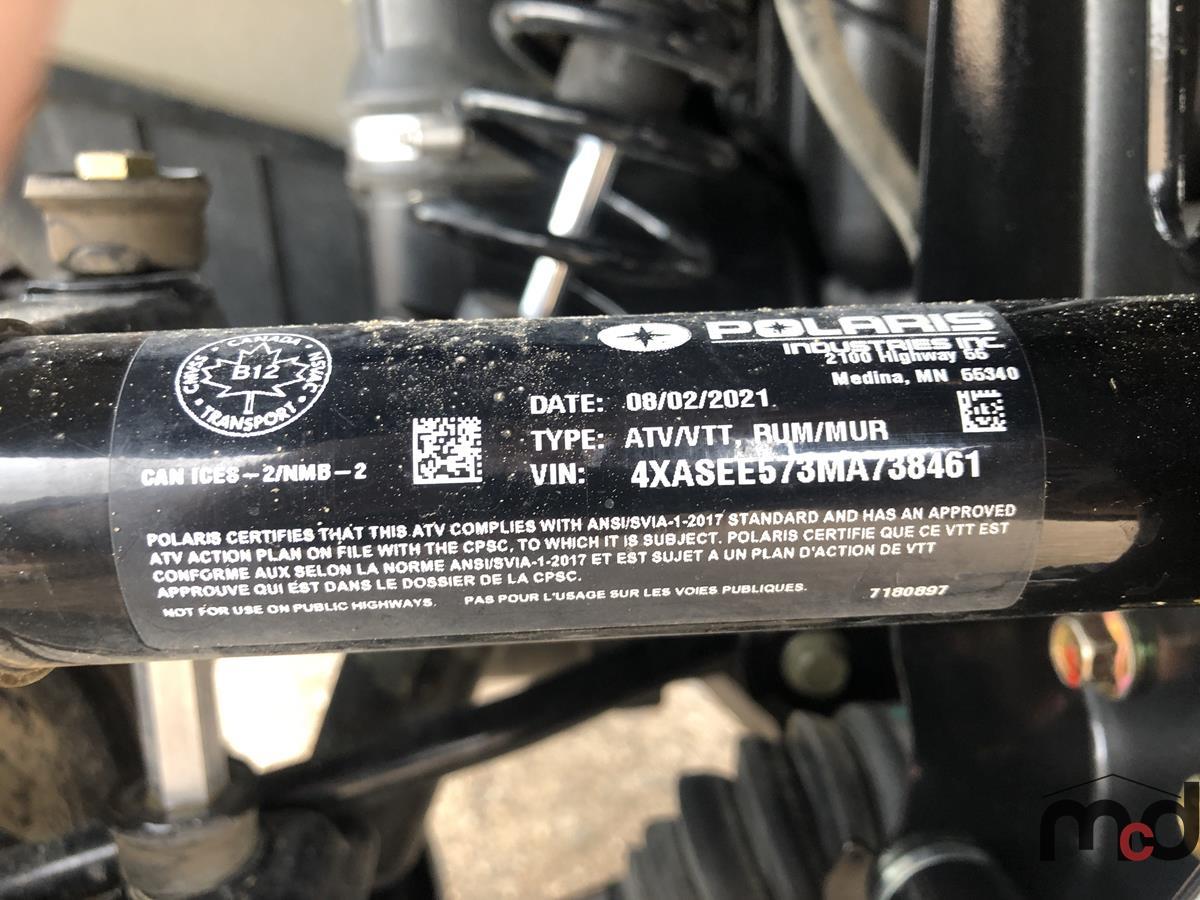 CANADA
CMVSS
NSVAC
B12
TRANSPORT
CAN ICES-2/NMB-2
POLARIS
INDUSTRIES INC.
2100 Highway 55
Medina, MN 55340
DATE: 08/02/2021
TYPE: ATV/VTT, RUM/MUR
VIN: 4XASEE573MA738461
POLARIS CERTIFIES THAT THIS ATV COMPLIES WITH ANSI/SVIA-1-2017 STANDARD AND HAS AN APPROVED
ATV ACTION PLAN ON FILE WITH THE CPSC, TO WHICH IT IS SUBJECT. POLARIS CERTIFIE QUE CE VTT EST
CONFORME AUX SELON LA NORME ANSI/SVIA-1-2017 ET EST SUJET A UN PLAN D'ACTION DE VTT
APPROUVE QUI EST DANS LE DOSSIER DE LA CPSC.
NOT FOR USE ON PUBLIC HIGHWAYS. PAS POUR L'USAGE SUR LES VOIES PUBLIQUES. 7180897
mcd